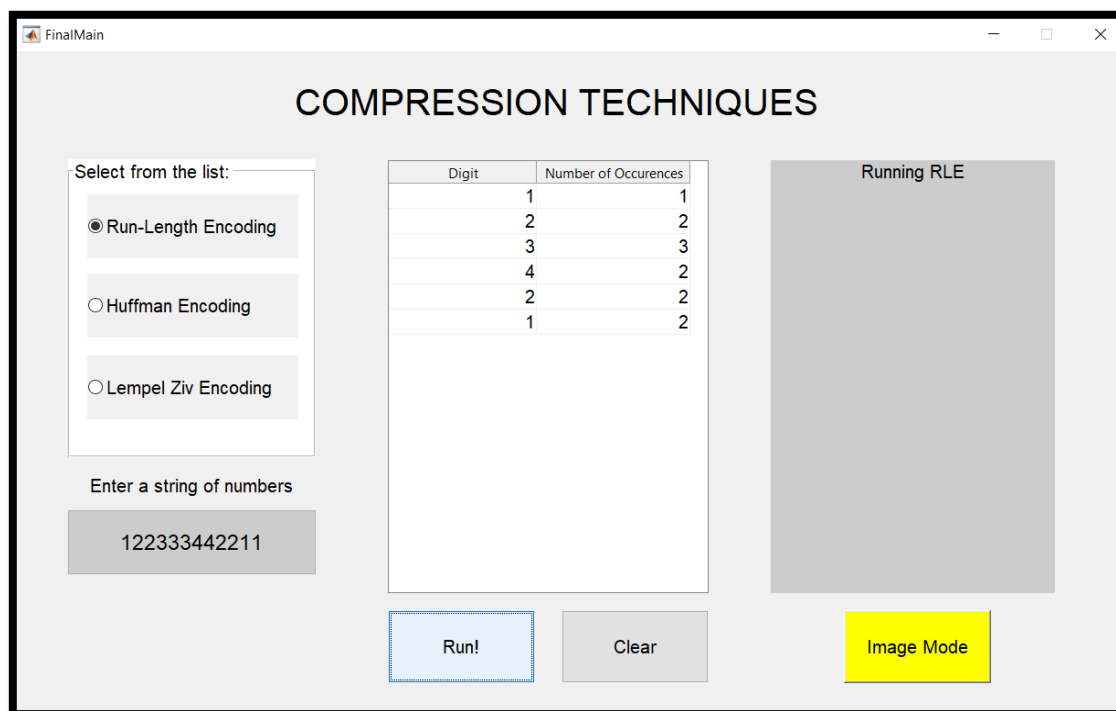 FinalMain
COMPRESSION TECHNIQUES
Select from the list:
Run-Length Encoding
Huffman Encoding
Lempel Ziv Encoding
Enter a string of numbers
122333442211
Digit Number of Occurences
1 1
2 2
3 3
4 2
2 2
1 2
Running RLE
Run! Clear Image Mode